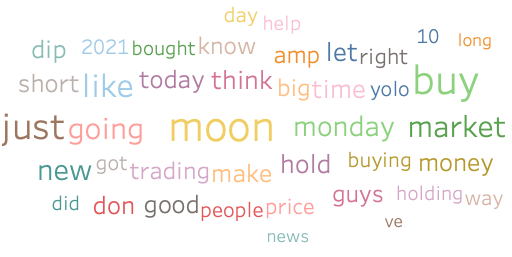 day help
dip 2021 bought know amp let right 10 long
short like today think big time yolo buy
just going moon monday market
new got trading make hold buying money
did don good people price guys holding way
news ve